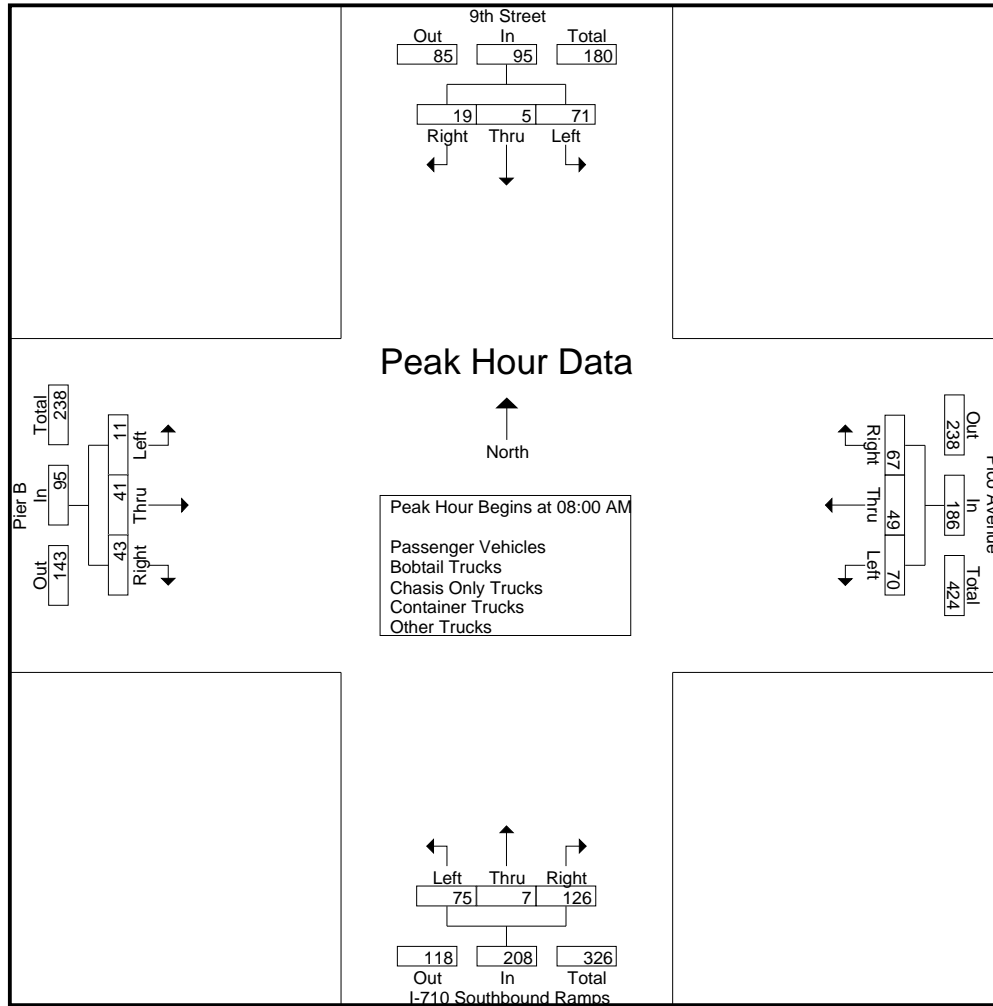 9th Street
Out In Total
85 95 180
19 5 71
Right Thru Left
Peak Hour Data
North
Peak Hour Begins at 08:00 AM
Passenger Vehicles
Bobtail Trucks
Chasis Only Trucks
Container Trucks
Other Trucks
Pier B
Out In Total
143 95 238
Left Thru Right
11 41 43
Out In Total
238 186 424
Right Thru Left
67 49 70
Avenue
Left Thru Right
75 7 126
118 208 326
Out In Total
I-710 Southbound Ramps